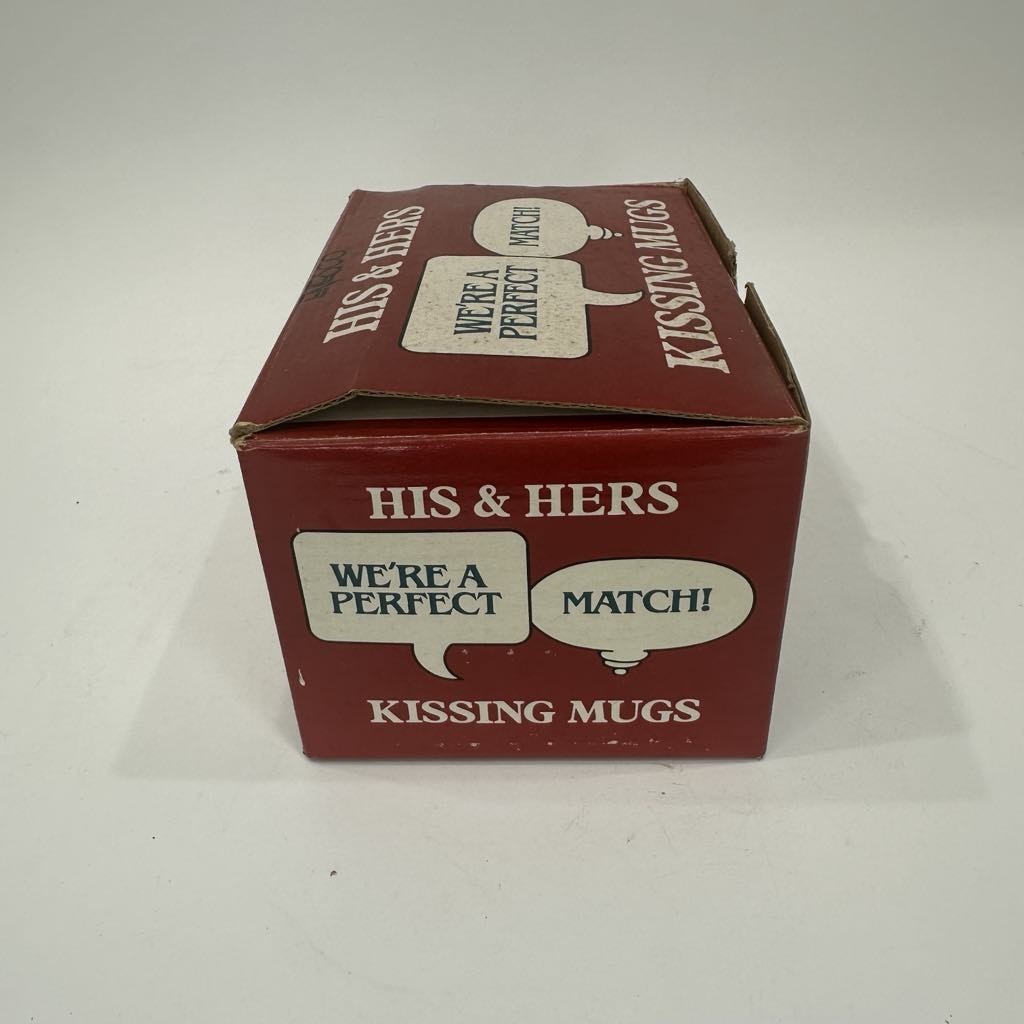 HIS & HERS
WE'RE A
PERFECT
MATCH!
KISSING MUGS
HIS & HERS
WE'RE A
PERFECT
MATCH!
KISSING MUGS